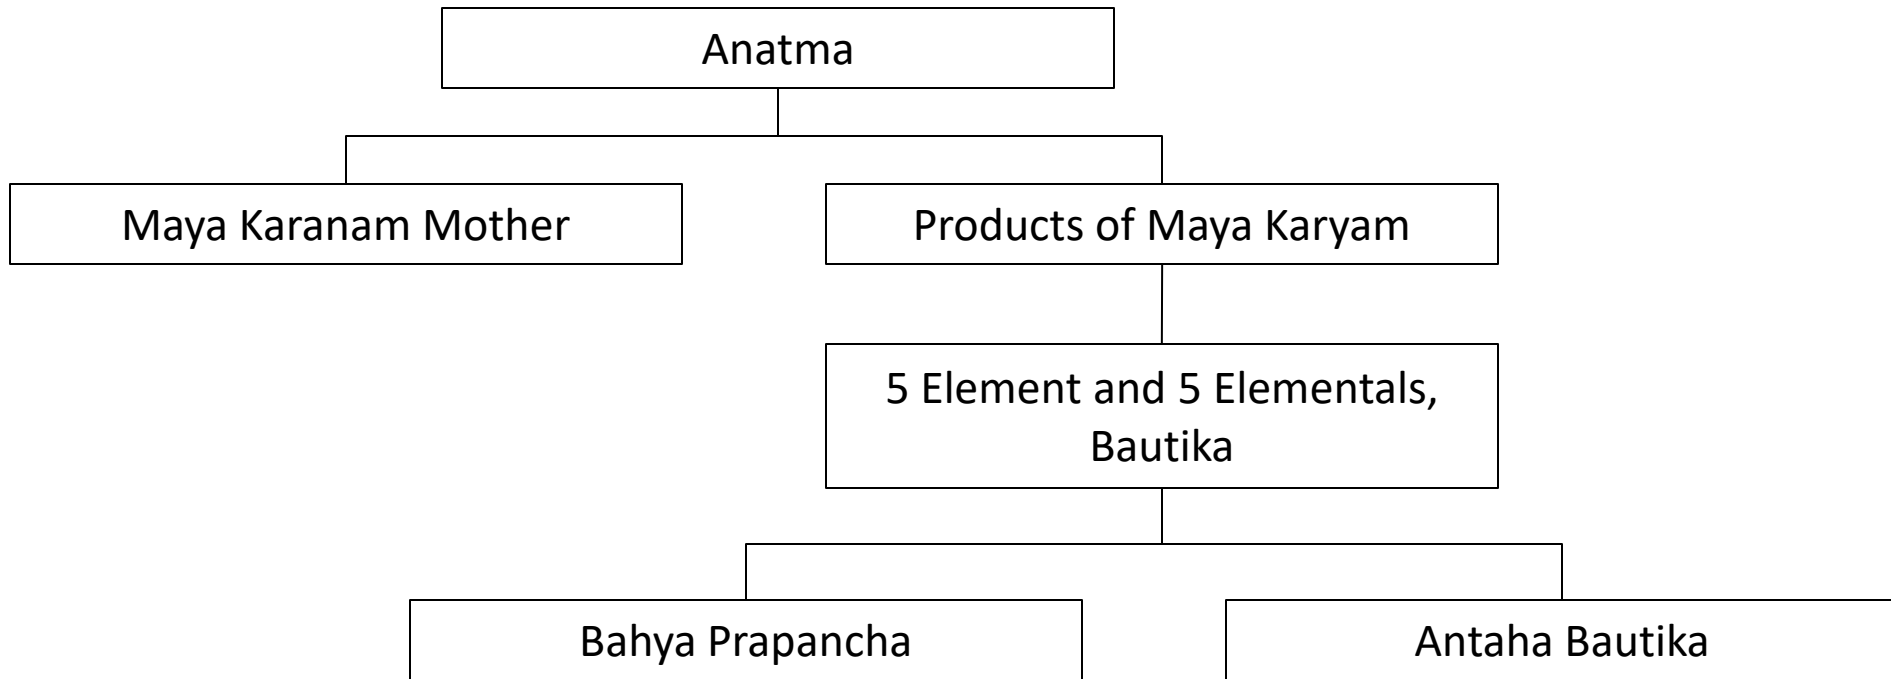 Anatma
Maya Karanam Mother
Products of Maya Karyam
5 Element and 5 Elementals,
Bautika
Bahya Prapancha
Antaha Bautika